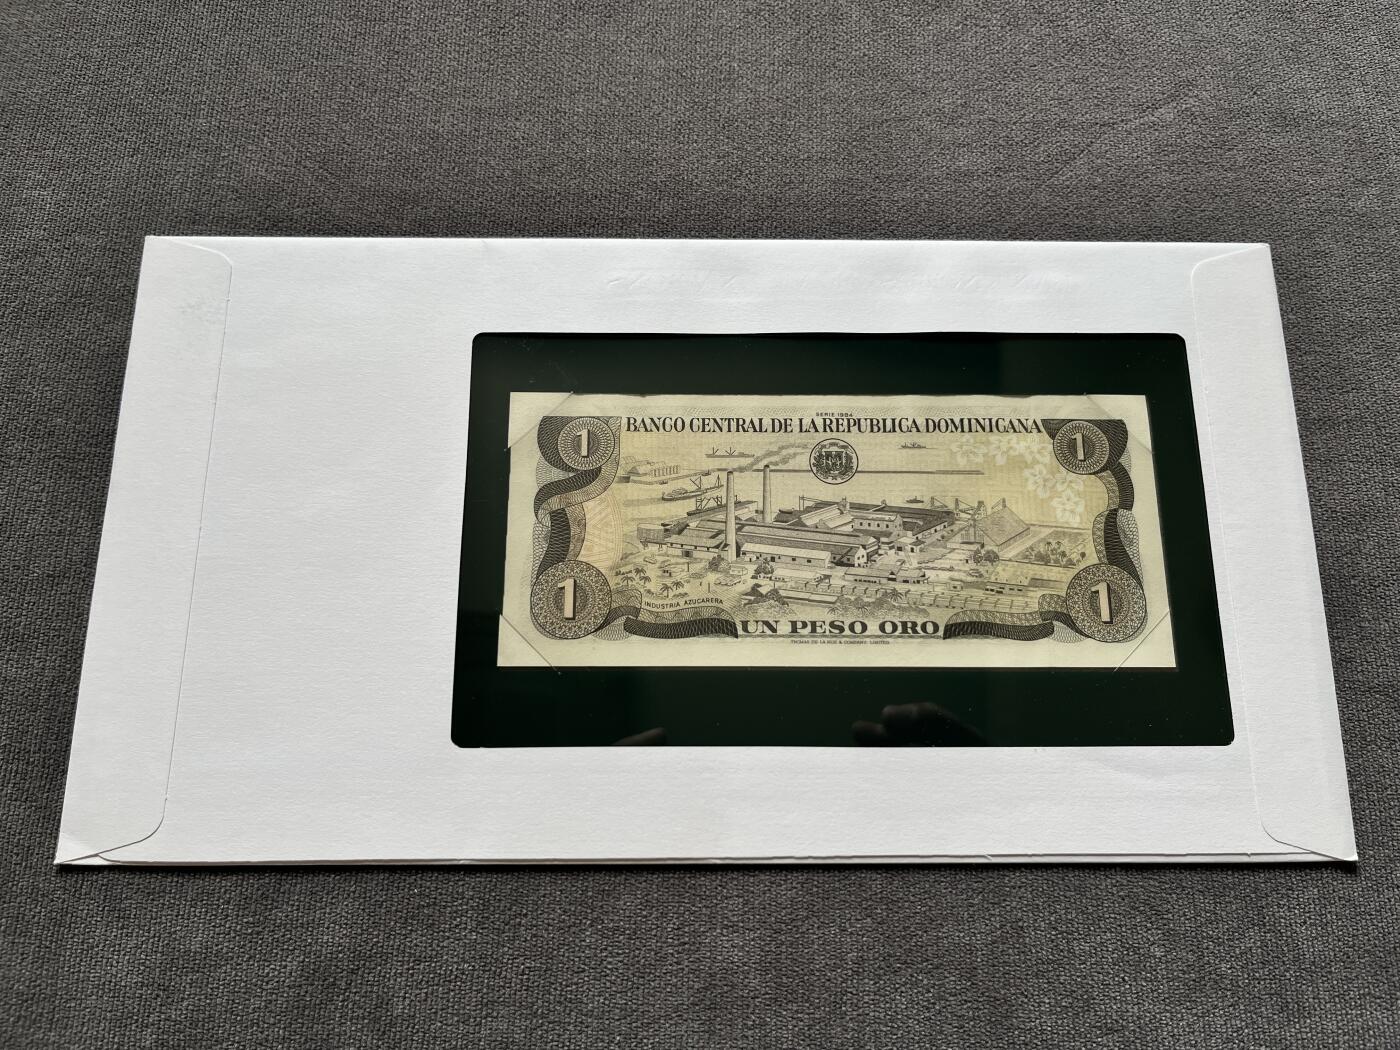 SERIE 1984
BANCO CENTRAL DE LA REPUBLICA DOMINICANA
1 1
1 1
INDUSTRIA AZUCARERA
UN PESO ORO
THOMAS DE LA RUE & COMPANY, LIMITED